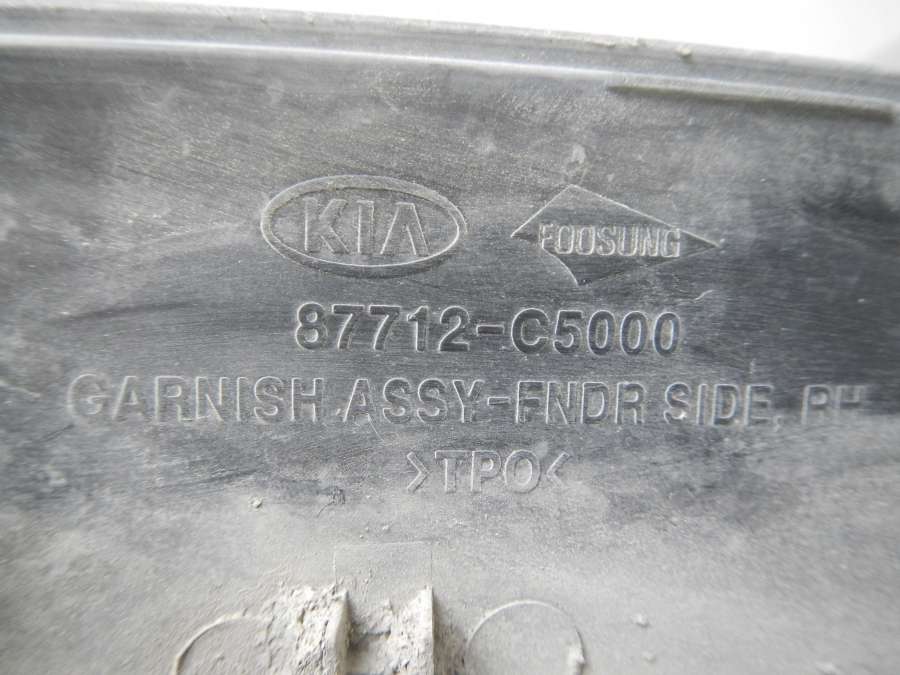 KIA FOOSUNG
87712-C5000
GARNISH ASSY-FNDR SIDE, RH
>TPO<